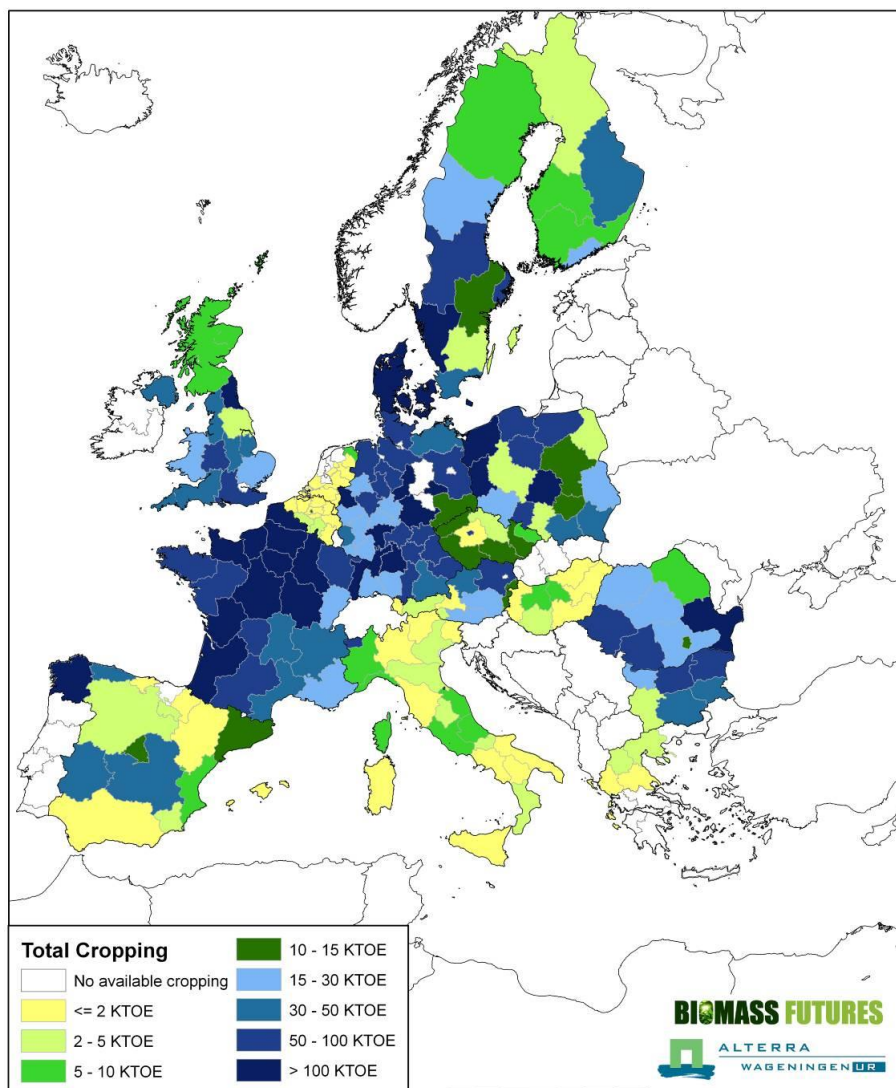 Total Cropping
No available cropping
<= 2 KTOE
2 - 5 KTOE
5 - 10 KTOE
10 - 15 KTOE
15 - 30 KTOE
30 - 50 KTOE
50 - 100 KTOE
> 100 KTOE
BIOMASS FUTURES
ALTERRA
WAGENINGEN UR